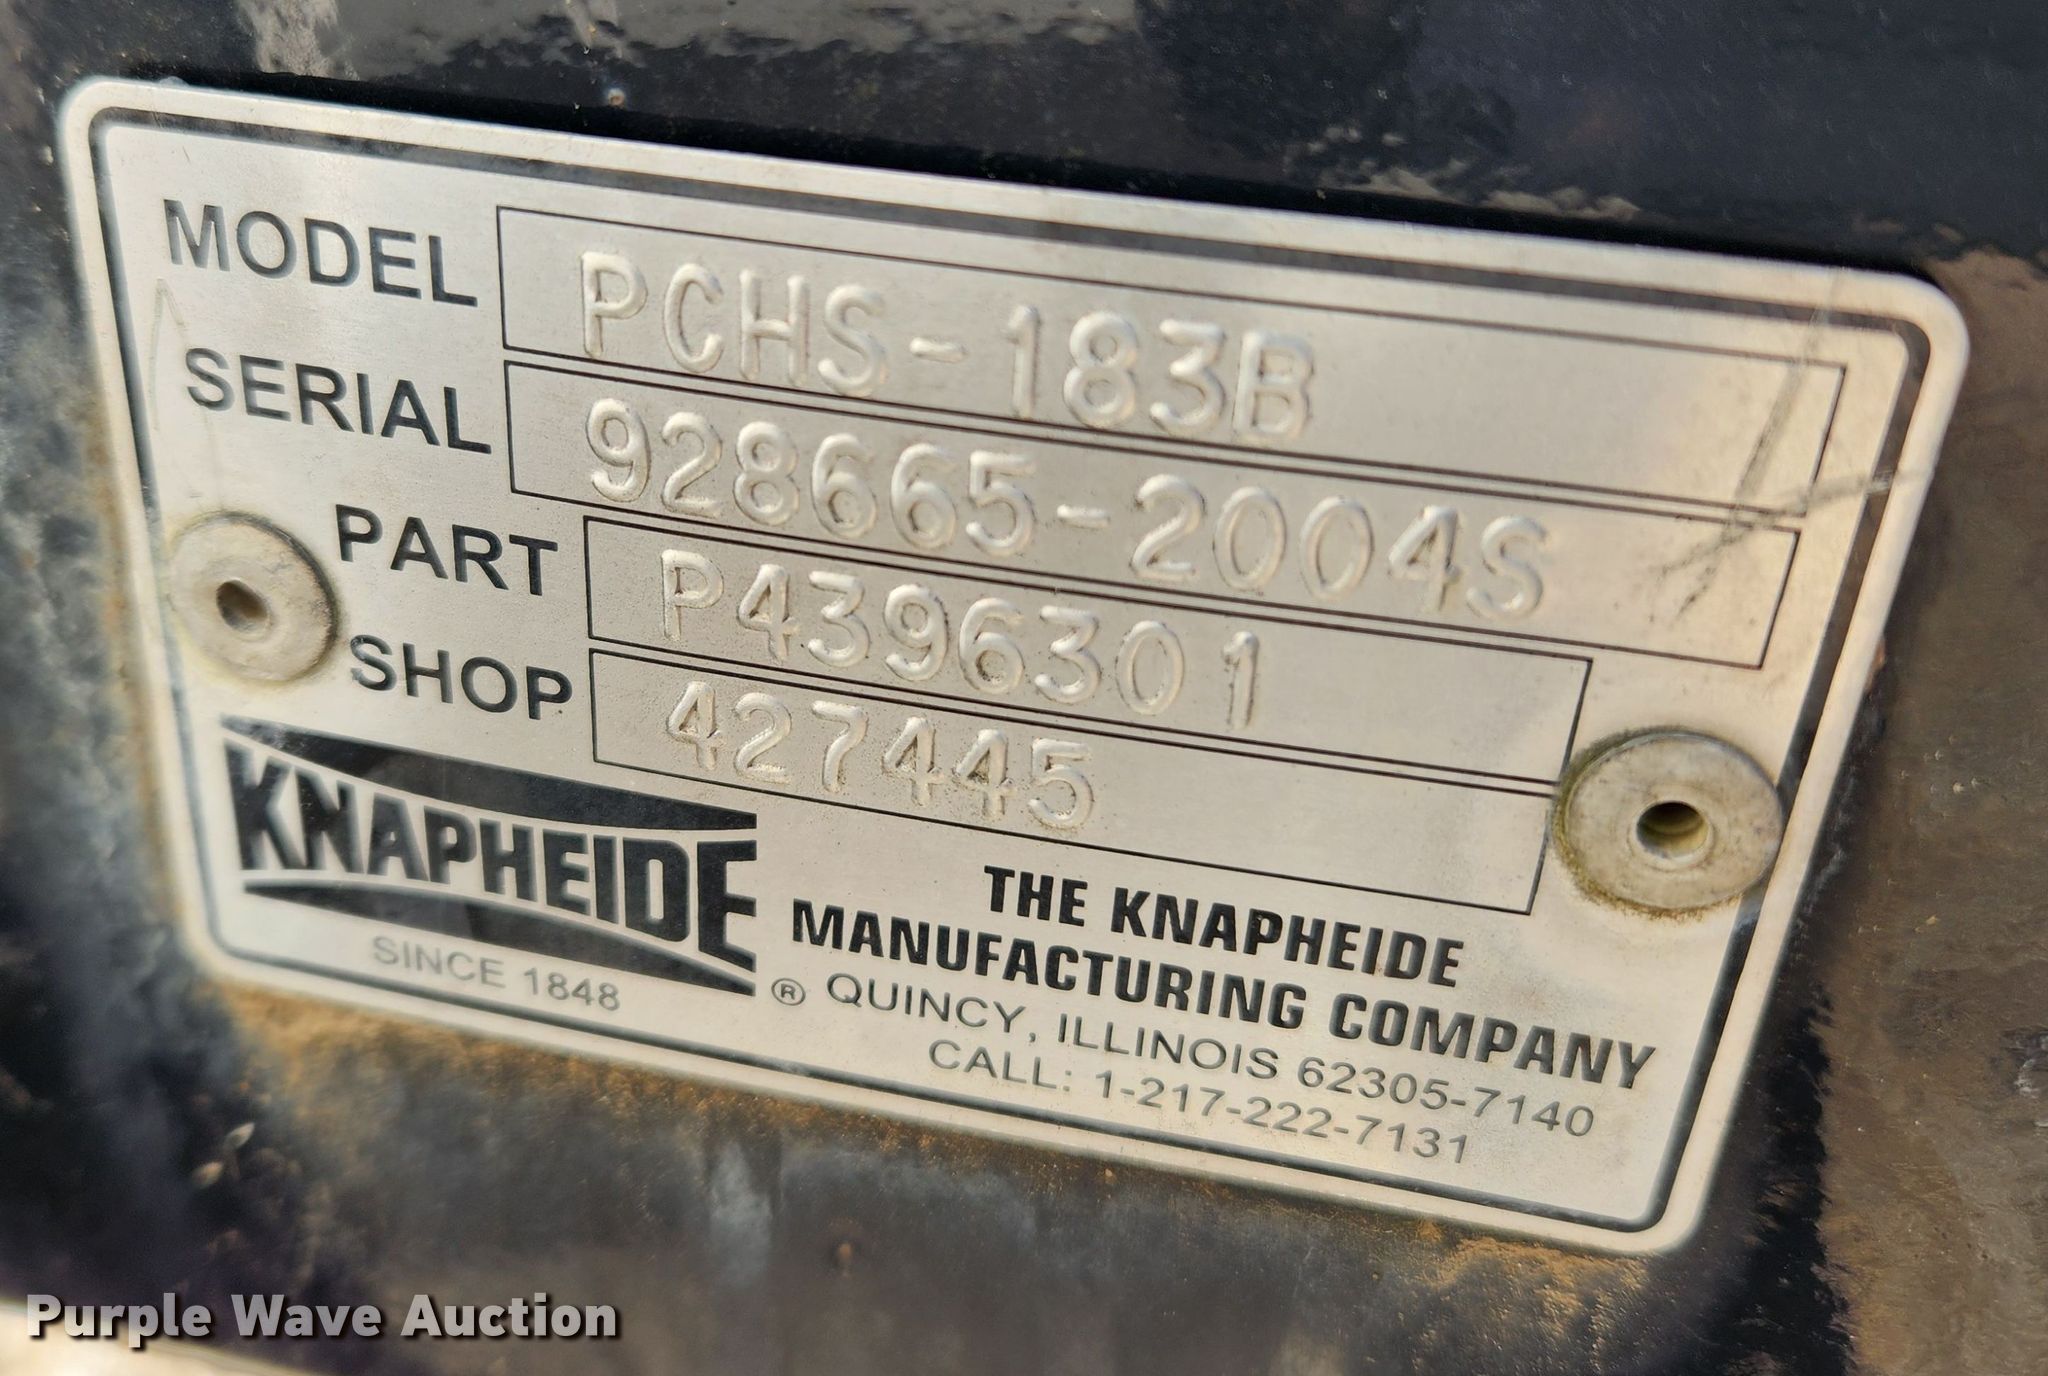 MODEL PCHS-183B
SERIAL 928665-2004S
PART P4396301
SHOP 427445
KNAPHEIDE ®
SINCE 1848
THE KNAPHEIDE
MANUFACTURING COMPANY
QUINCY, ILLINOIS 62305-7140
CALL: 1-217-222-7131
Purple Wave Auction